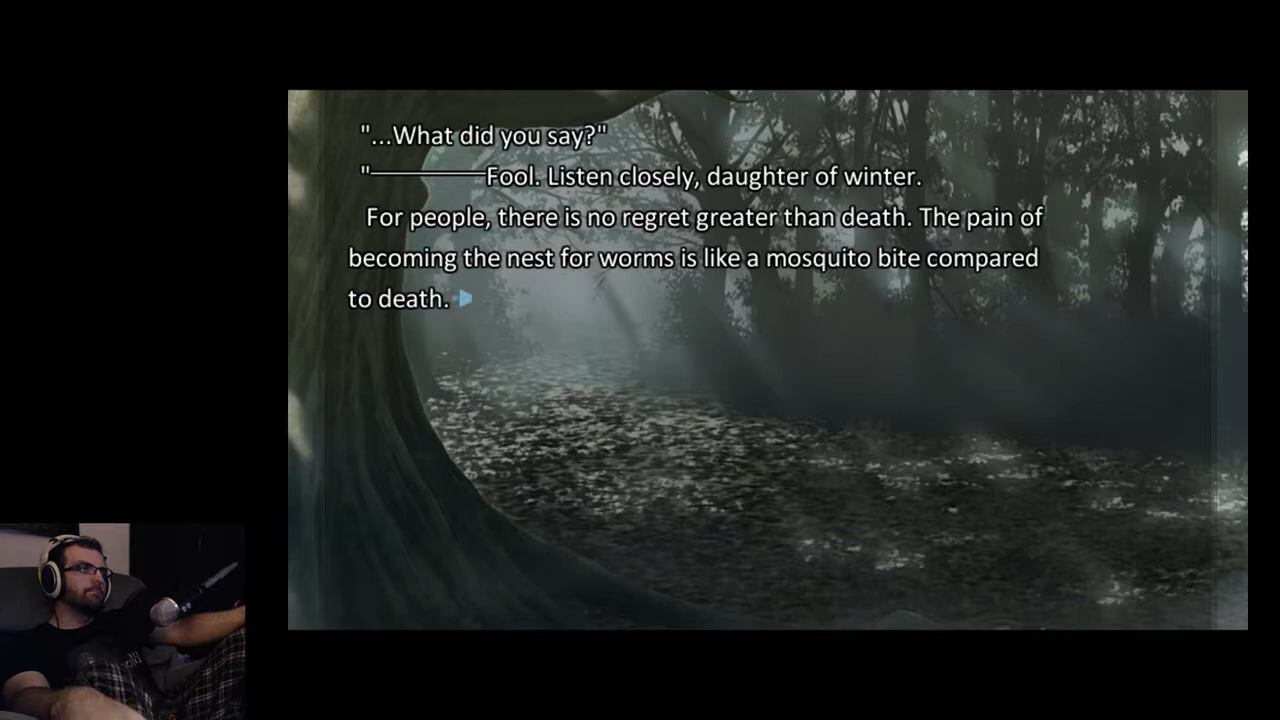 "...What did you say?"
"————Fool. Listen closely, daughter of winter.
For people, there is no regret greater than death. The pain of
becoming the nest for worms is like a mosquito bite compared
to death.